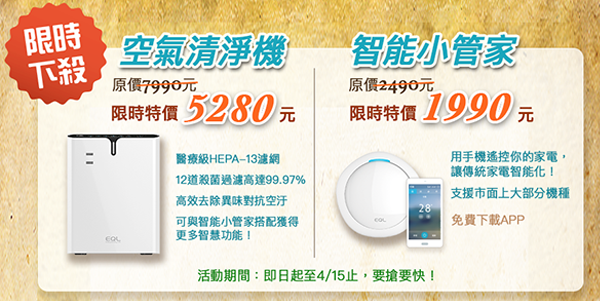 限時
下殺
空氣清淨機
原價7990元
限時特價 5280 元
醫療級HEPA-13濾網
12道殺菌過濾高達99.97%
高效去除異味對抗空汙
可與智能小管家搭配獲得
更多智慧功能！
EQL
智能小管家
原價2490元
限時特價 1990 元
用手機遙控你的家電，
讓傳統家電智能化！
支援市面上大部分機種
免費下載APP
EQL
28
活動期間：即日起至4/15止，要搶要快！